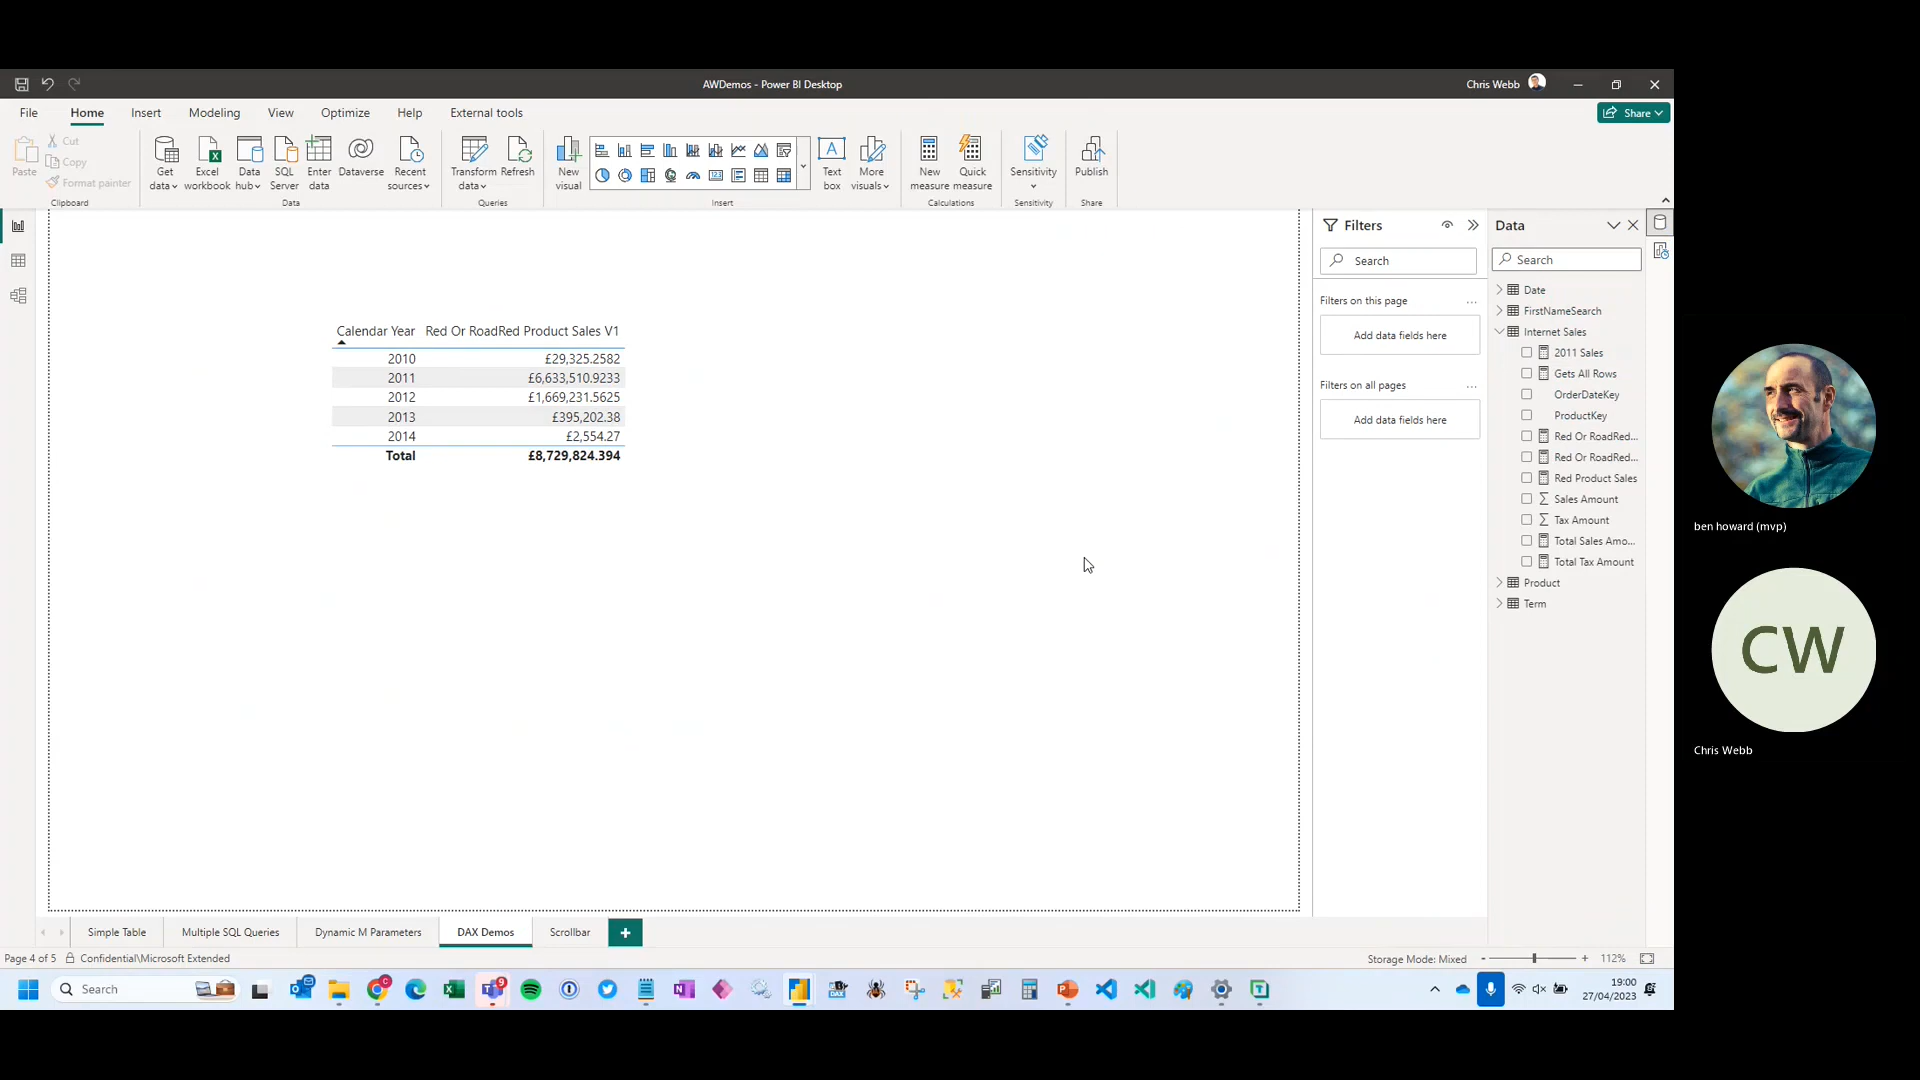 AWDemos - Power BI Desktop
Chris Webb
File Home Insert Modeling View Optimize Help External tools
Share
Paste
Cut
Copy
Format painter
Clipboard
Get data
Excel workbook
Data hub
SQL Server
Enter data
Dataverse
Recent sources
Data
Transform data
Refresh
Queries
New visual
Text box
More visuals
Insert
New measure
Quick measure
Calculations
Sensitivity
Sensitivity
Publish
Share
Calendar Year Red Or RoadRed Product Sales V1
2010 £29,325.2582
2011 £6,633,510.9233
2012 £1,669,231.5625
2013 £395,202.38
2014 £2,554.27
Total £8,729,824.394
Filters
Search
Filters on this page
...
Add data fields here
Filters on all pages
...
Add data fields here
Data
Search
Date
FirstNameSearch
Internet Sales
2011 Sales
Gets All Rows
OrderDateKey
ProductKey
Red Or RoadRed...
Red Or RoadRed...
Red Product Sales
Sales Amount
Tax Amount
Total Sales Amo...
Total Tax Amount
Product
Term
ben howard (mvp)
CW
Chris Webb
Simple Table Multiple SQL Queries Dynamic M Parameters DAX Demos Scrollbar +
Page 4 of 5 Confidential\Microsoft Extended
Storage Mode: Mixed - + 112%
Search
19:00
27/04/2023